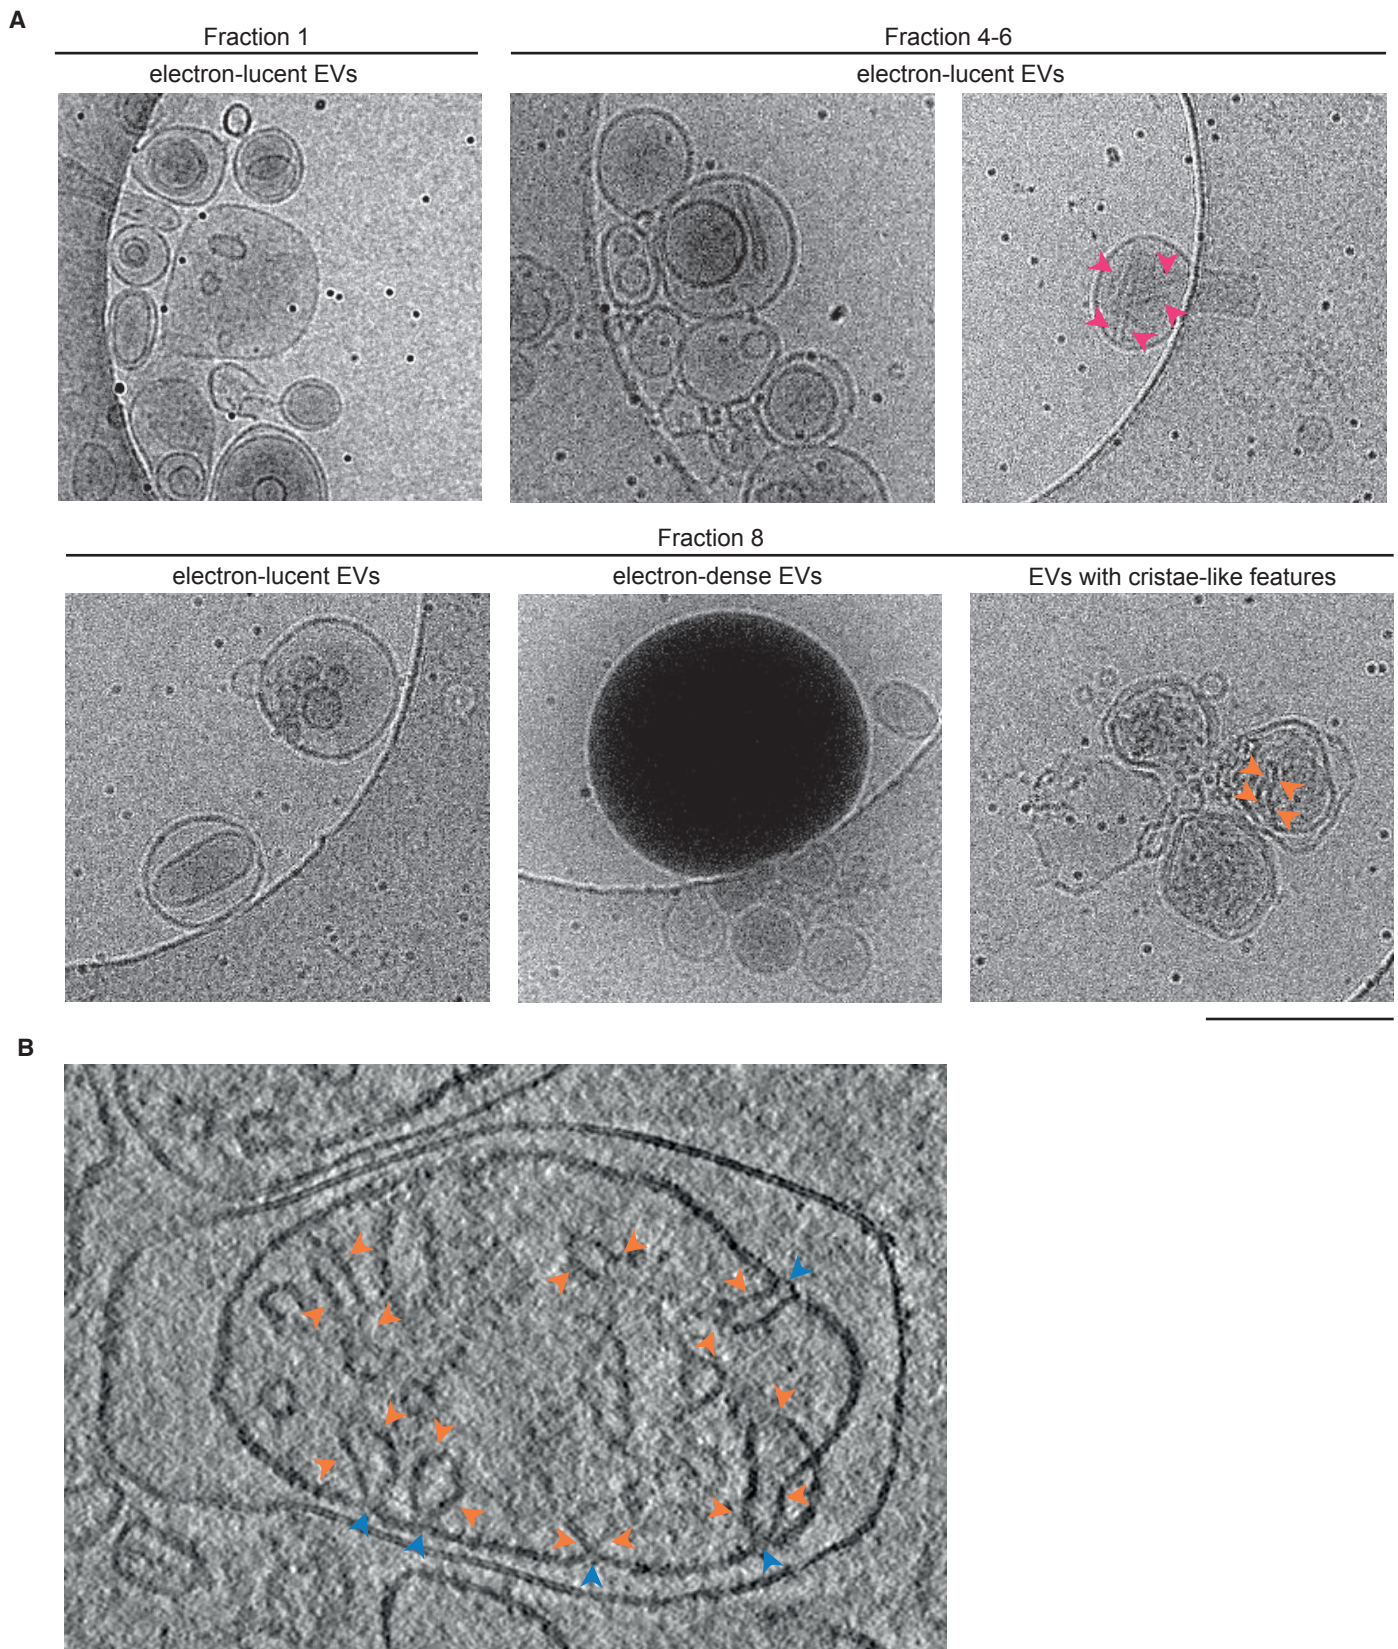 A
Fraction 1
Fraction 4-6
electron-lucent EVs
electron-lucent EVs
Fraction 8
electron-lucent EVs
electron-dense EVs
EVs with cristae-like features
B